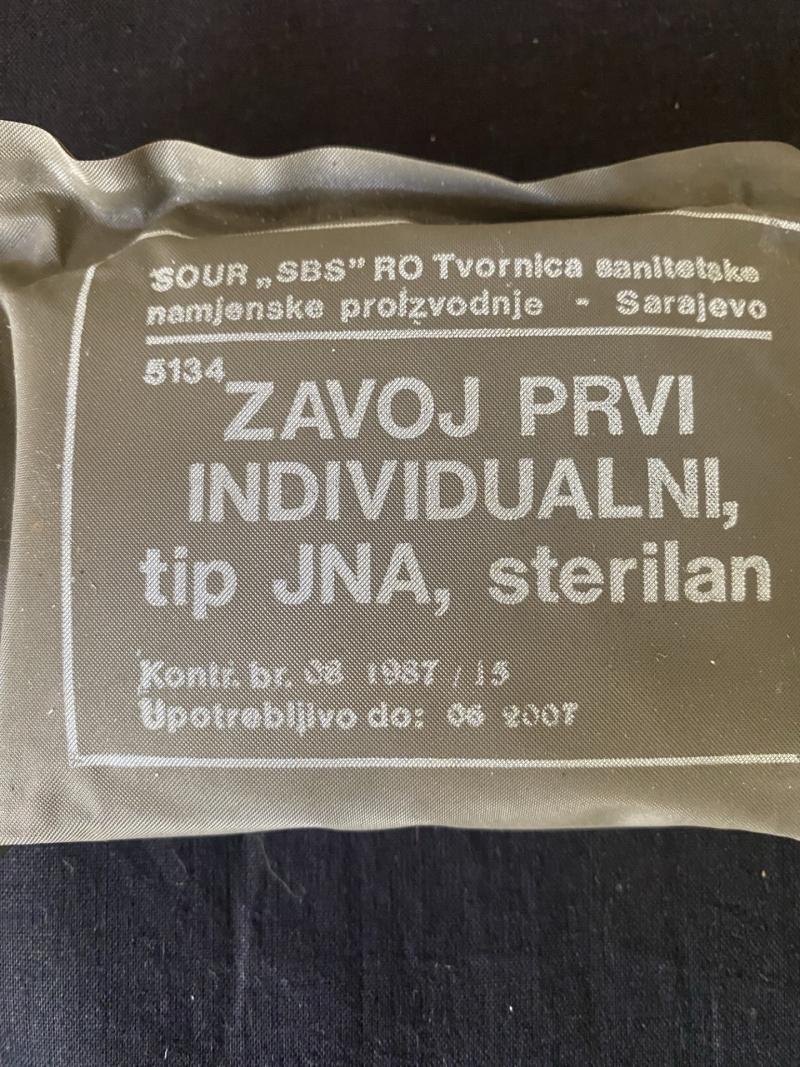 SOUR „SBS” RO Tvornica sanitetske
namjenske proizvodnje - Sarajevo
5134
ZAVOJ PRVI
INDIVIDUALNI,
tip JNA, sterilan
Kontr. br. 06 1987 / 15
Upotrebljivo do: 06 2007